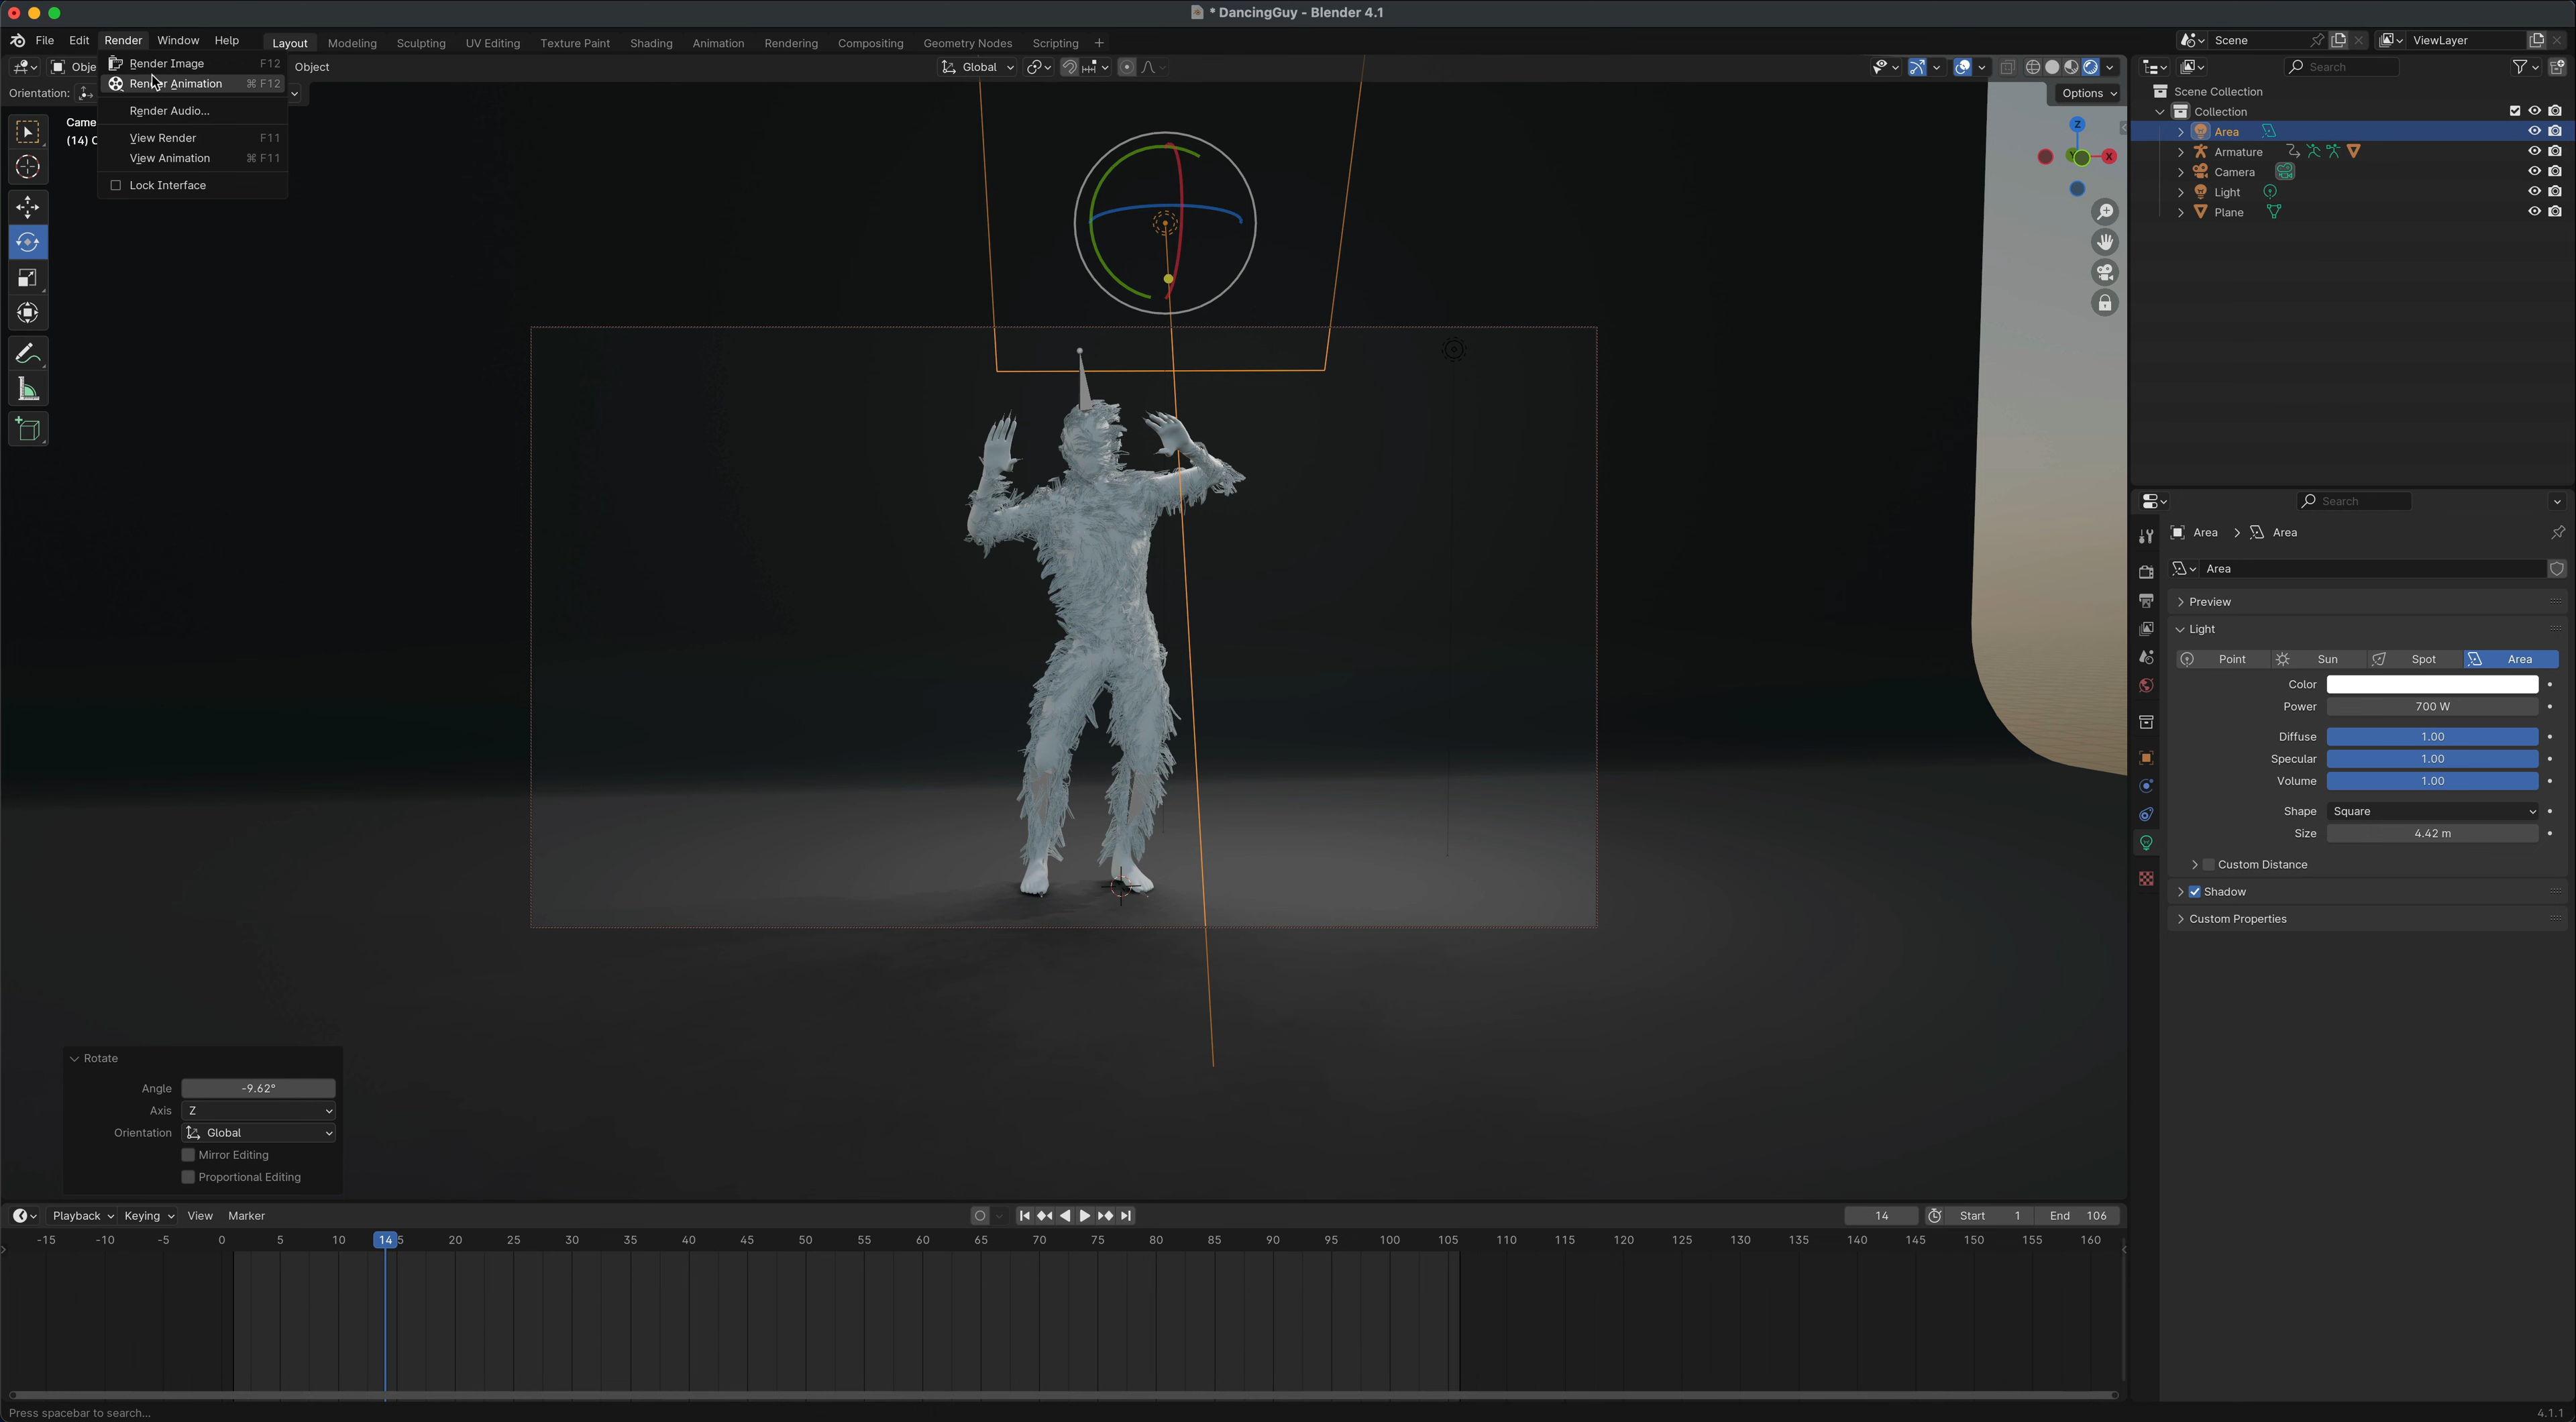 * DancingGuy - Blender 4.1
File Edit Render Window Help Layout Modeling Sculpting UV Editing Texture Paint Shading Animation Rendering Compositing Geometry Nodes Scripting + Scene ViewLayer
Obje Object Global Search
Render Image F12
Render Animation ⌘ F12
Orientation: Options
Render Audio...
View Render F11
View Animation ⌘ F11
Lock Interface
Came
(14) C
Z
X
Scene Collection
Collection
Area
Armature
Camera
Light
Plane
Search
Area > Area
Area
Preview
Light
Point Sun Spot Area
Color
Power 700 W
Diffuse 1.00
Specular 1.00
Volume 1.00
Shape Square
Size 4.42 m
Custom Distance
Shadow
Custom Properties
Rotate
Angle -9.62°
Axis Z
Orientation Global
Mirror Editing
Proportional Editing
Playback Keying View Marker 14 Start 1 End 106
-15 -10 -5 0 5 10 14 5 20 25 30 35 40 45 50 55 60 65 70 75 80 85 90 95 100 105 110 115 120 125 130 135 140 145 150 155 160
Press spacebar to search...
4.1.1